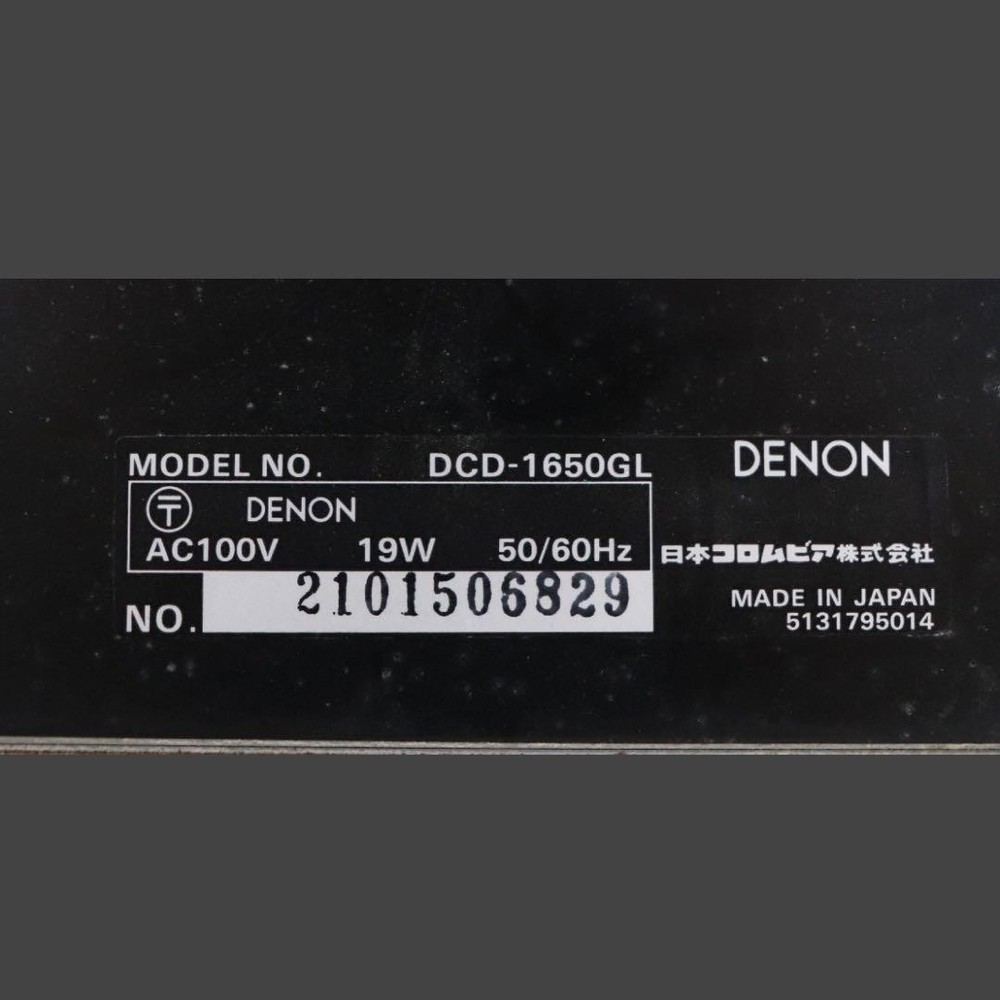 MODEL NO. DCD-1650GL
DENON
〒 DENON
AC100V 19W 50/60Hz
日本コロムビア株式会社
NO. 2101506829
MADE IN JAPAN
5131795014